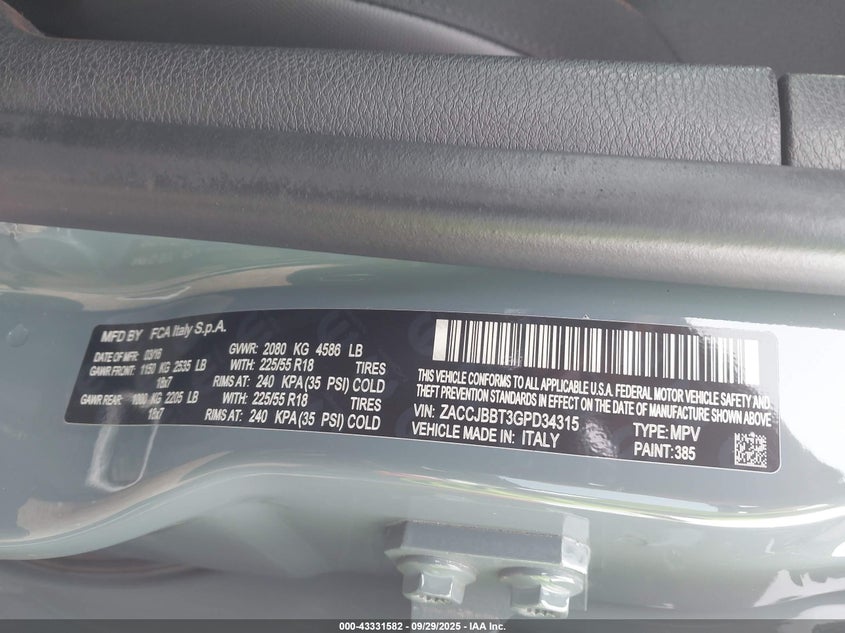 MFD BY FCA Italy S.p.A.
DATE OF MFR 03/16 GVWR: 2080 KG 4586 LB
GAWR FRONT: 1150 KG 2535 LB WITH: 225/55 R18 TIRES
18x7 RIMS AT: 240 KPA(35 PSI) COLD
GAWR REAR: 1000 KG 2205 LB WITH: 225/55 R18 TIRES
18x7 RIMS AT: 240 KPA(35 PSI) COLD
THIS VEHICLE CONFORMS TO ALL APPLICABLE U.S.A. FEDERAL MOTOR VEHICLE SAFETY AND
THEFT PREVENTION STANDARDS IN EFFECT ON THE DATE OF MANUFACTURE SHOWN ABOVE
VIN: ZACCJBBT3GPD34315 TYPE: MPV
VEHICLE MADE IN: ITALY PAINT: 385
000-43331582 - 09/29/2025 - IAA Inc.